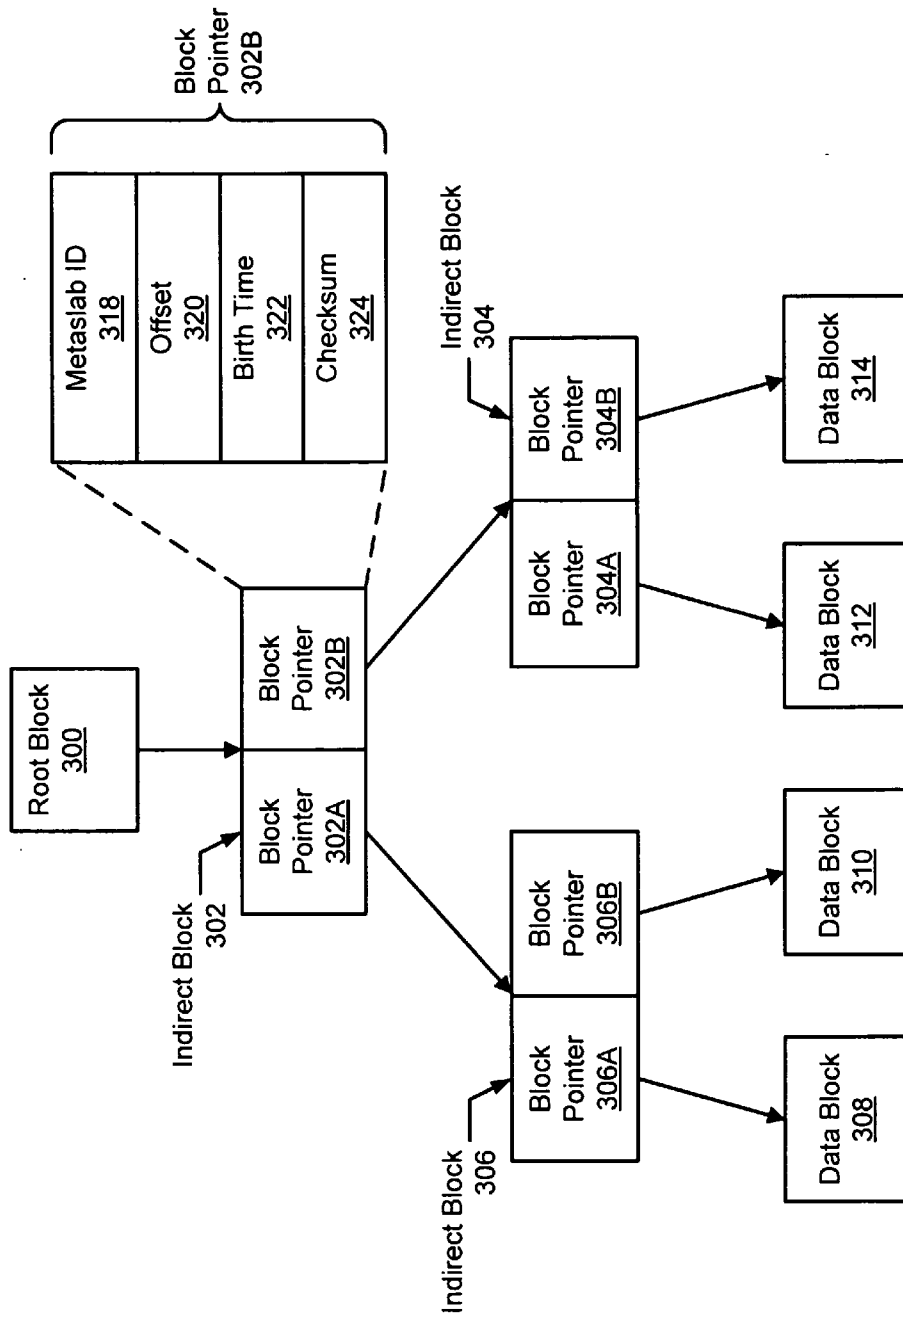 Root Block
300
Indirect Block
302
Block
Pointer
302A
Block
Pointer
302B
Metaslab ID
318
Offset
320
Birth Time
322
Checksum
324
Block
Pointer
302B
Indirect Block
306
Block
Pointer
306A
Block
Pointer
306B
Indirect Block
304
Block
Pointer
304A
Block
Pointer
304B
Data Block
308
Data Block
310
Data Block
312
Data Block
314